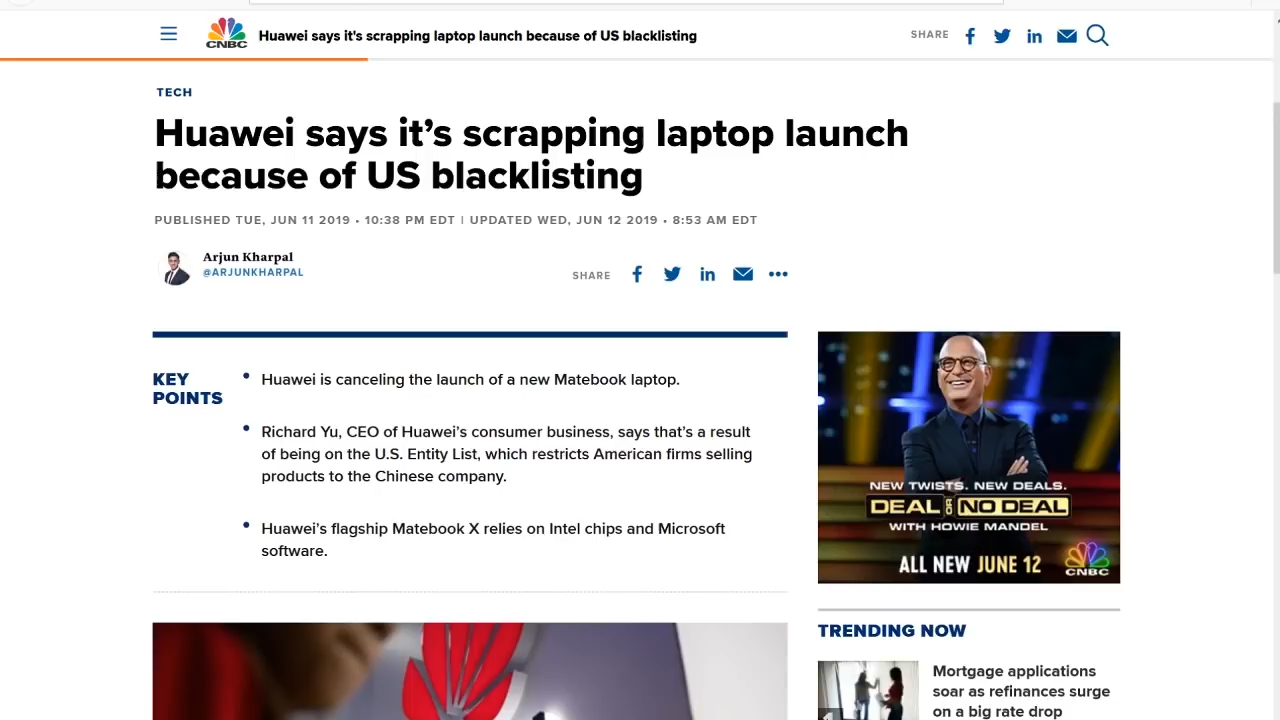 CNBC
Huawei says it's scrapping laptop launch because of US blacklisting
SHARE
TECH
Huawei says it’s scrapping laptop launch
because of US blacklisting
PUBLISHED TUE, JUN 11 2019 • 10:38 PM EDT | UPDATED WED, JUN 12 2019 • 8:53 AM EDT
Arjun Kharpal
@ARJUNKHARPAL
SHARE
KEY
POINTS
• Huawei is canceling the launch of a new Matebook laptop.
• Richard Yu, CEO of Huawei’s consumer business, says that’s a result
of being on the U.S. Entity List, which restricts American firms selling
products to the Chinese company.
• Huawei’s flagship Matebook X relies on Intel chips and Microsoft
software.
NEW TWISTS. NEW DEALS.
DEAL OR NO DEAL
WITH HOWIE MANDEL
ALL NEW JUNE 12
CNBC
TRENDING NOW
Mortgage applications
soar as refinances surge
on a big rate drop
1